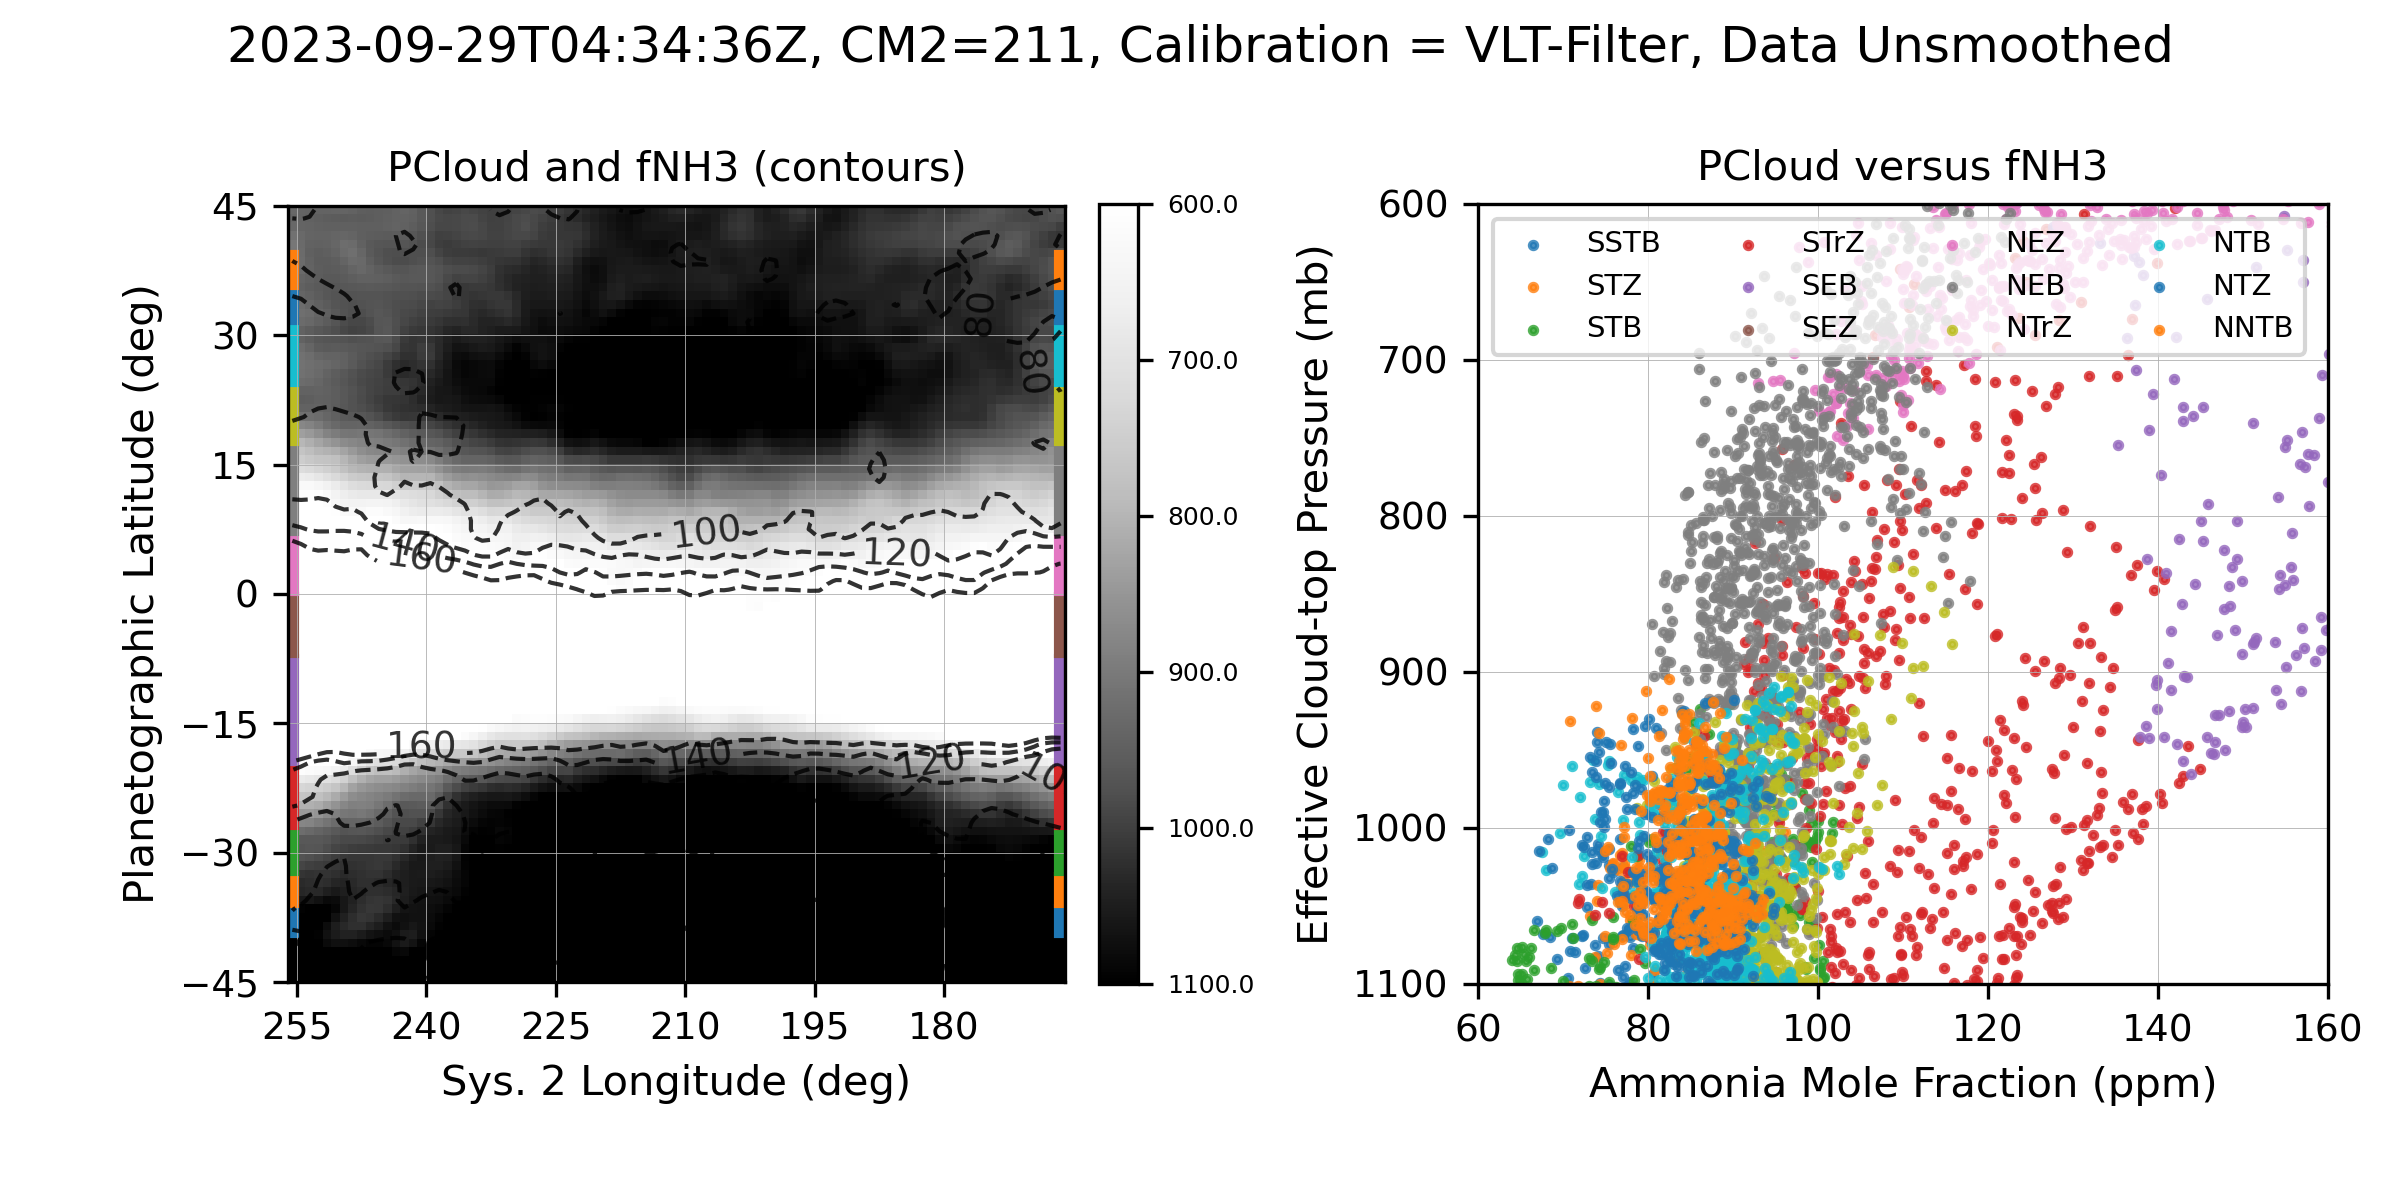 2023-09-29T04:34:36Z, CM2=211, Calibration = VLT-Filter, Data Unsmoothed
PCloud and fNH3 (contours)
Planetographic Latitude (deg)
45
30
15
0
−15
−30
−45
255 240 225 210 195 180
Sys. 2 Longitude (deg)
80
80
100
120
140
160
160
140
120
10
600.0
700.0
800.0
900.0
1000.0
1100.0
PCloud versus fNH3
Effective Cloud-top Pressure (mb)
600
700
800
900
1000
1100
SSTB STrZ NEZ NTB
STZ SEB NEB NTZ
STB SEZ NTrZ NNTB
60 80 100 120 140 160
Ammonia Mole Fraction (ppm)